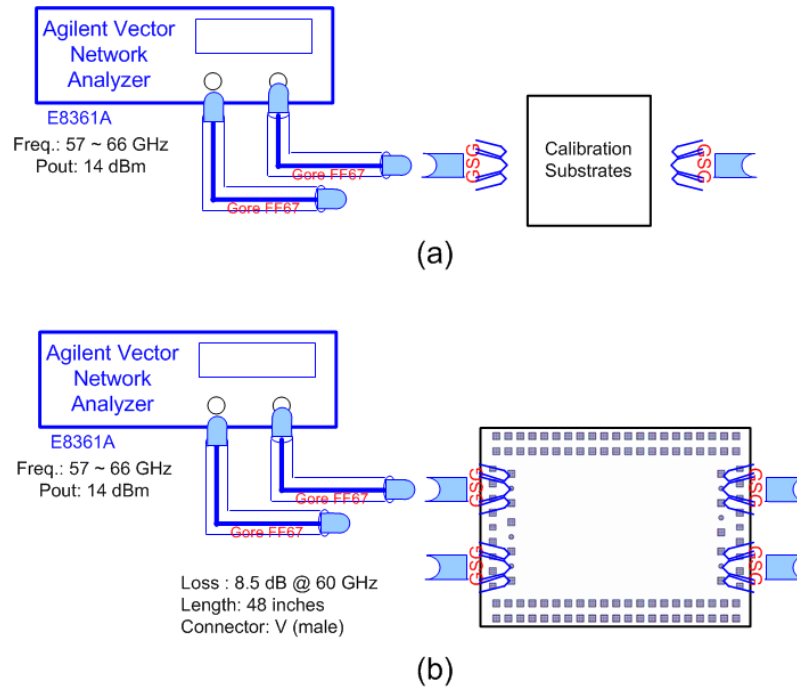 Agilent Vector
Network
Analyzer
E8361A
Freq.: 57 ~ 66 GHz
Pout: 14 dBm
Gore FF67
Gore FF67
GSG
Calibration
Substrates
GSG
(a)
Agilent Vector
Network
Analyzer
E8361A
Freq.: 57 ~ 66 GHz
Pout: 14 dBm
Gore FF67
Gore FF67
Loss : 8.5 dB @ 60 GHz
Length: 48 inches
Connector: V (male)
GSG
GSG
GSG
GSG
(b)